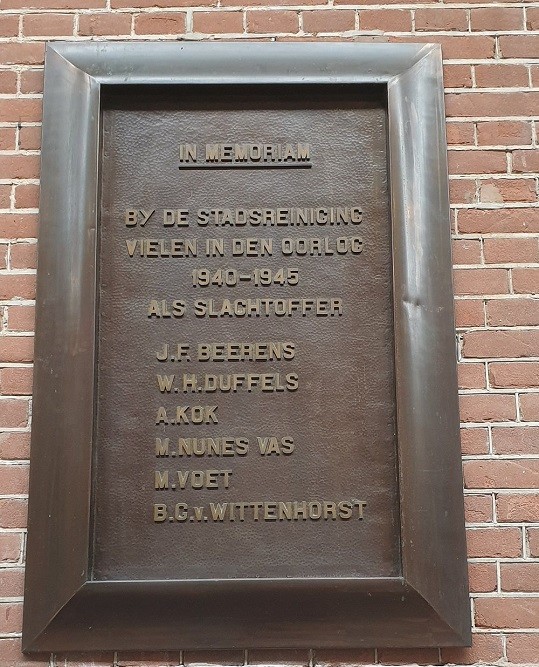 IN MEMORIAM
BY DE STADSREINIGING
VIELEN IN DEN OORLOG
1940-1945
ALS SLACHTOFFER
J.F. BEERENS
W.H.DUFFELS
A.KOK
M.NUNES VAS
M.VOET
B.G.v.WITTENHORST